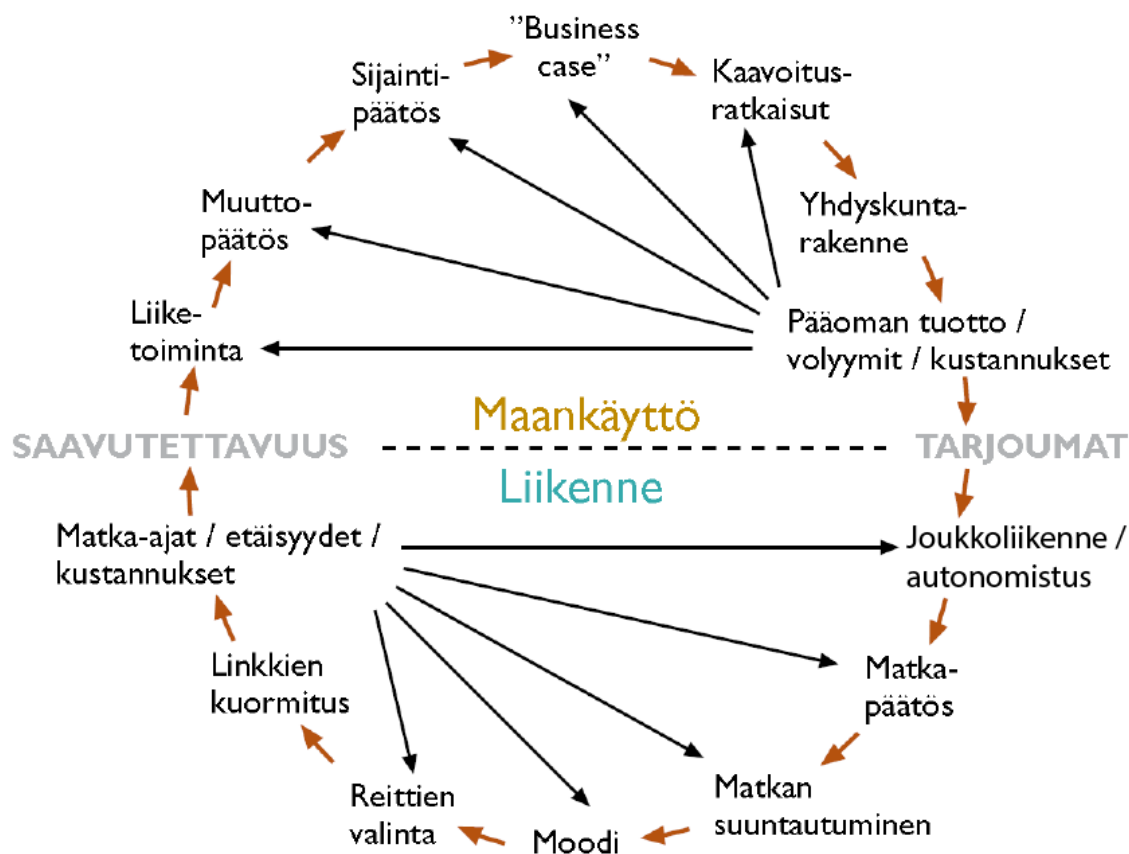 ”Business
case”
Sijainti-
päätös
Kaavoitus-
ratkaisut
Muutto-
päätös
Yhdyskunta-
rakenne
Liike-
toiminta
Pääoman tuotto /
volyymit / kustannukset
Maankäyttö
SAAVUTETTAVUUS
TARJOUMAT
Liikenne
Matka-ajat / etäisyydet /
kustannukset
Joukkoliikenne /
autonomistus
Linkkien
kuormitus
Matka-
päätös
Reittien
valinta
Moodi
Matkan
suuntautuminen